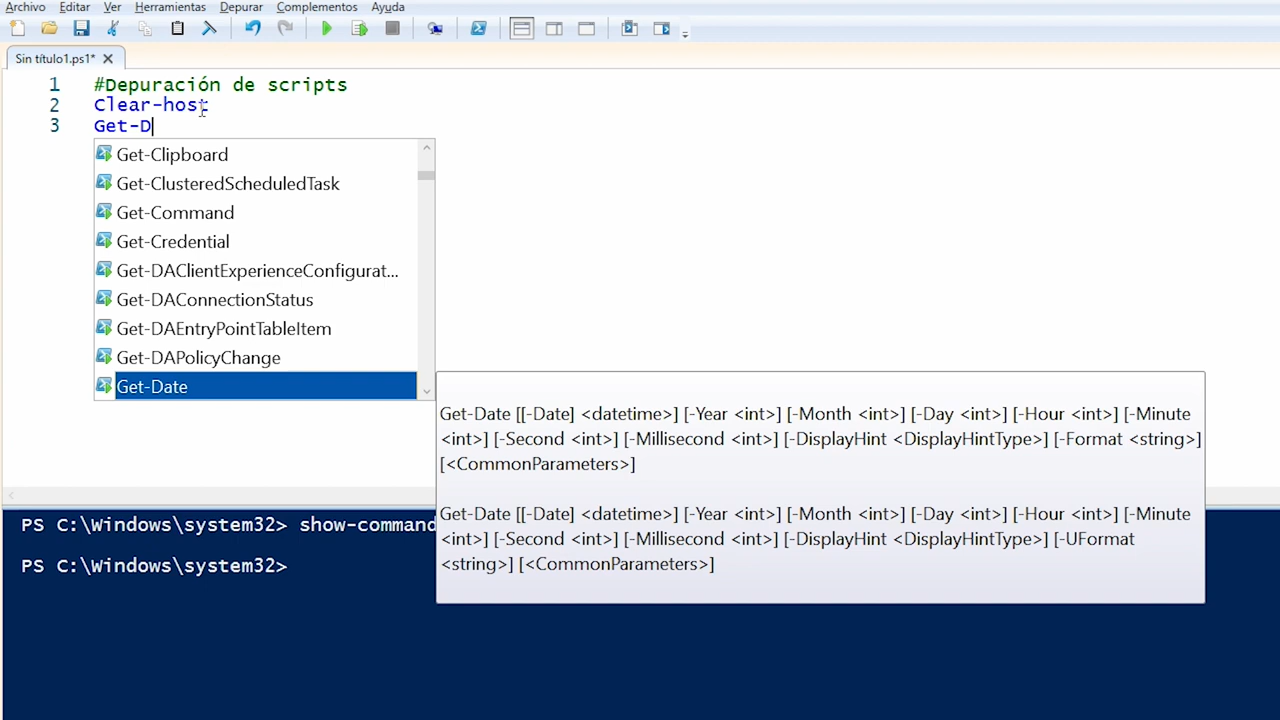 Archivo Editar Ver Herramientas Depurar Complementos Ayuda
Sin título1.ps1*
1 #Depuración de scripts
2 Clear-host
3 Get-D
Get-Clipboard
Get-ClusteredScheduledTask
Get-Command
Get-Credential
Get-DAClientExperienceConfigurat...
Get-DAConnectionStatus
Get-DAEntryPointTableItem
Get-DAPolicyChange
Get-Date
Get-Date [[-Date] <datetime>] [-Year <int>] [-Month <int>] [-Day <int>] [-Hour <int>] [-Minute
<int>] [-Second <int>] [-Millisecond <int>] [-DisplayHint <DisplayHintType>] [-Format <string>]
[<CommonParameters>]
Get-Date [[-Date] <datetime>] [-Year <int>] [-Month <int>] [-Day <int>] [-Hour <int>] [-Minute
<int>] [-Second <int>] [-Millisecond <int>] [-DisplayHint <DisplayHintType>] [-UFormat
<string>] [<CommonParameters>]
PS C:\Windows\system32> show-command
PS C:\Windows\system32>